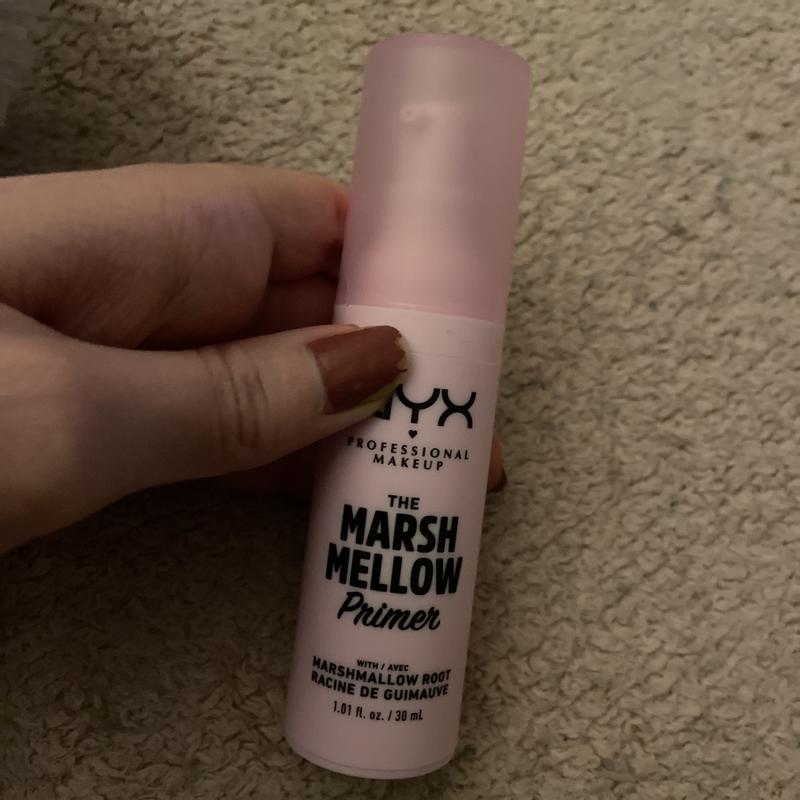 NYX
PROFESSIONAL
MAKEUP
THE
MARSH
MELLOW
Primer
WITH / AVEC
MARSHMALLOW ROOT
RACINE DE GUIMAUVE
1.01 fl. oz. / 30 mL